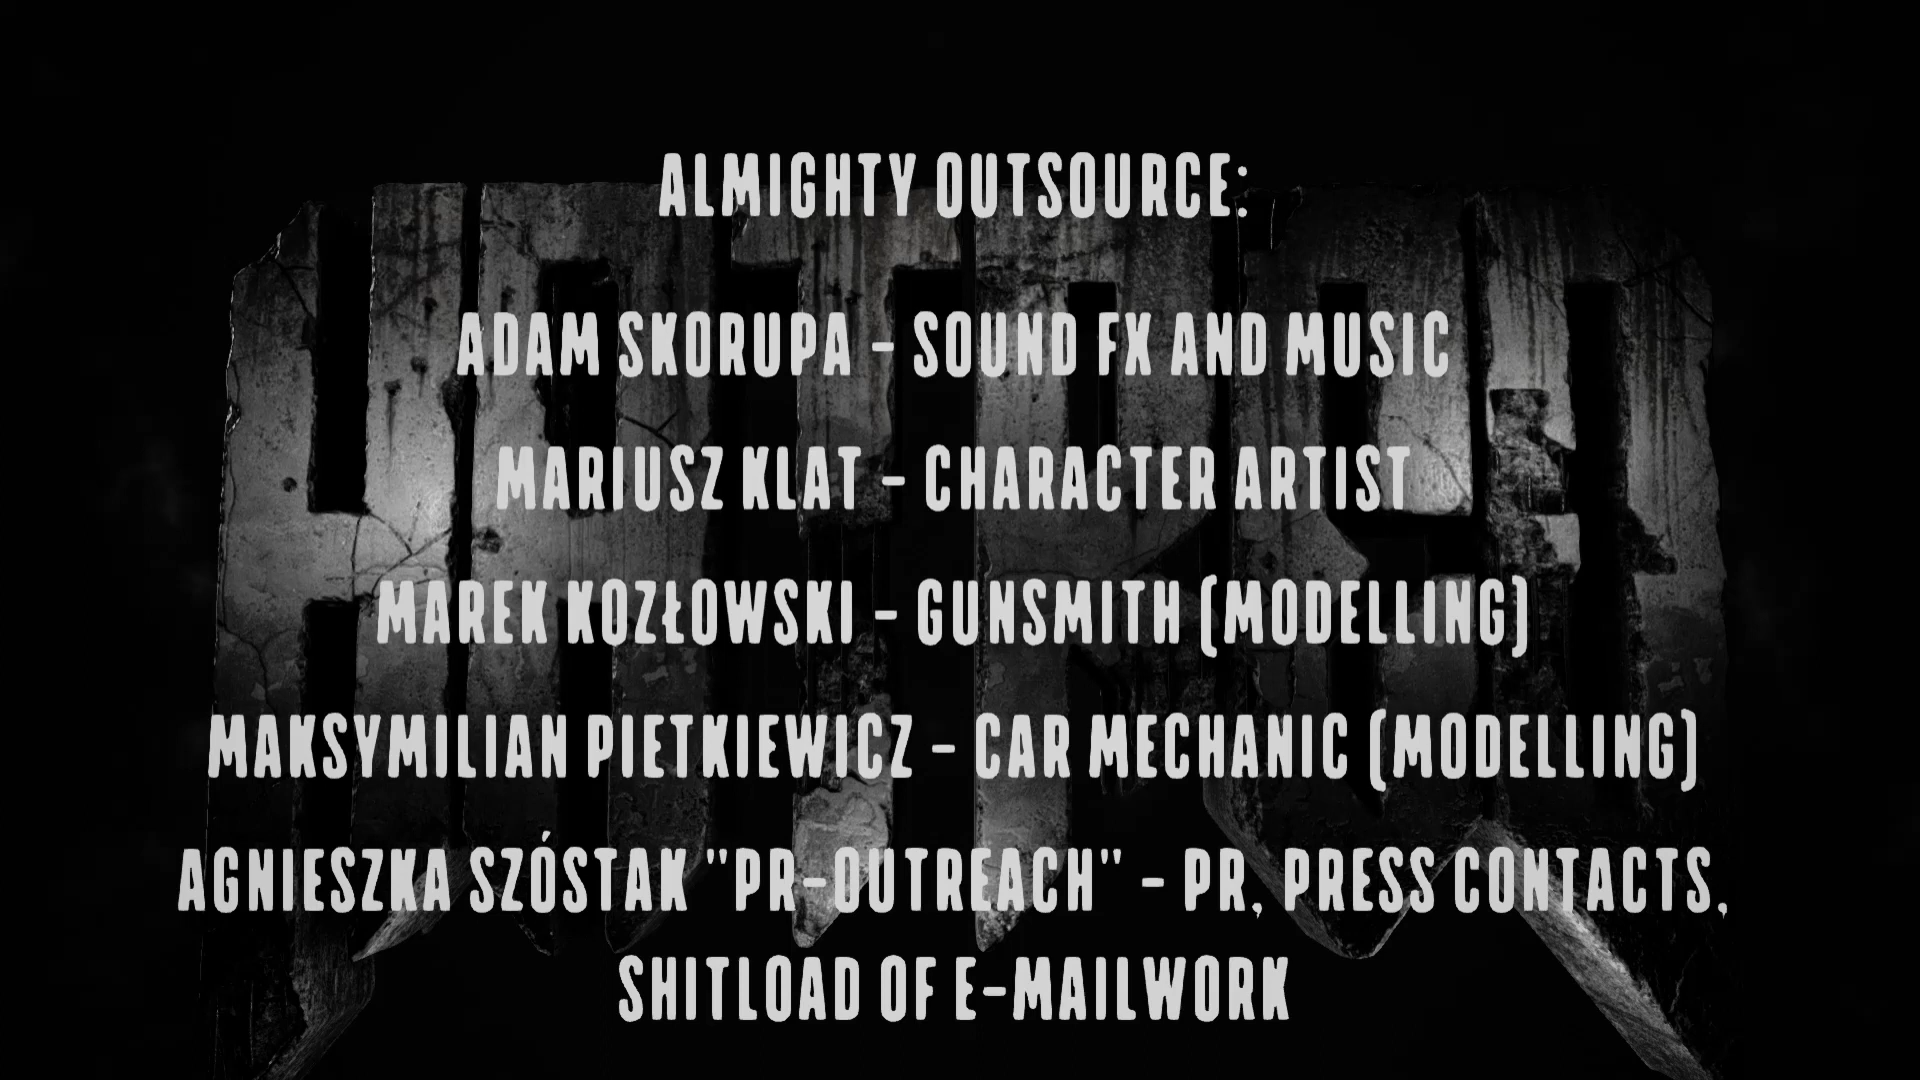 ALMIGHTY OUTSOURCE:
ADAM SKORUPA - SOUND FX AND MUSIC
MARIUSZ KLAT - CHARACTER ARTIST
MAREK KOZŁOWSKI - GUNSMITH (MODELLING)
MAKSYMILIAN PIETKIEWICZ - CAR MECHANIC (MODELLING)
AGNIESZKA SZÓSTAK "PR-OUTREACH" - PR, PRESS CONTACTS,
SHITLOAD OF E-MAILWORK
HATRED